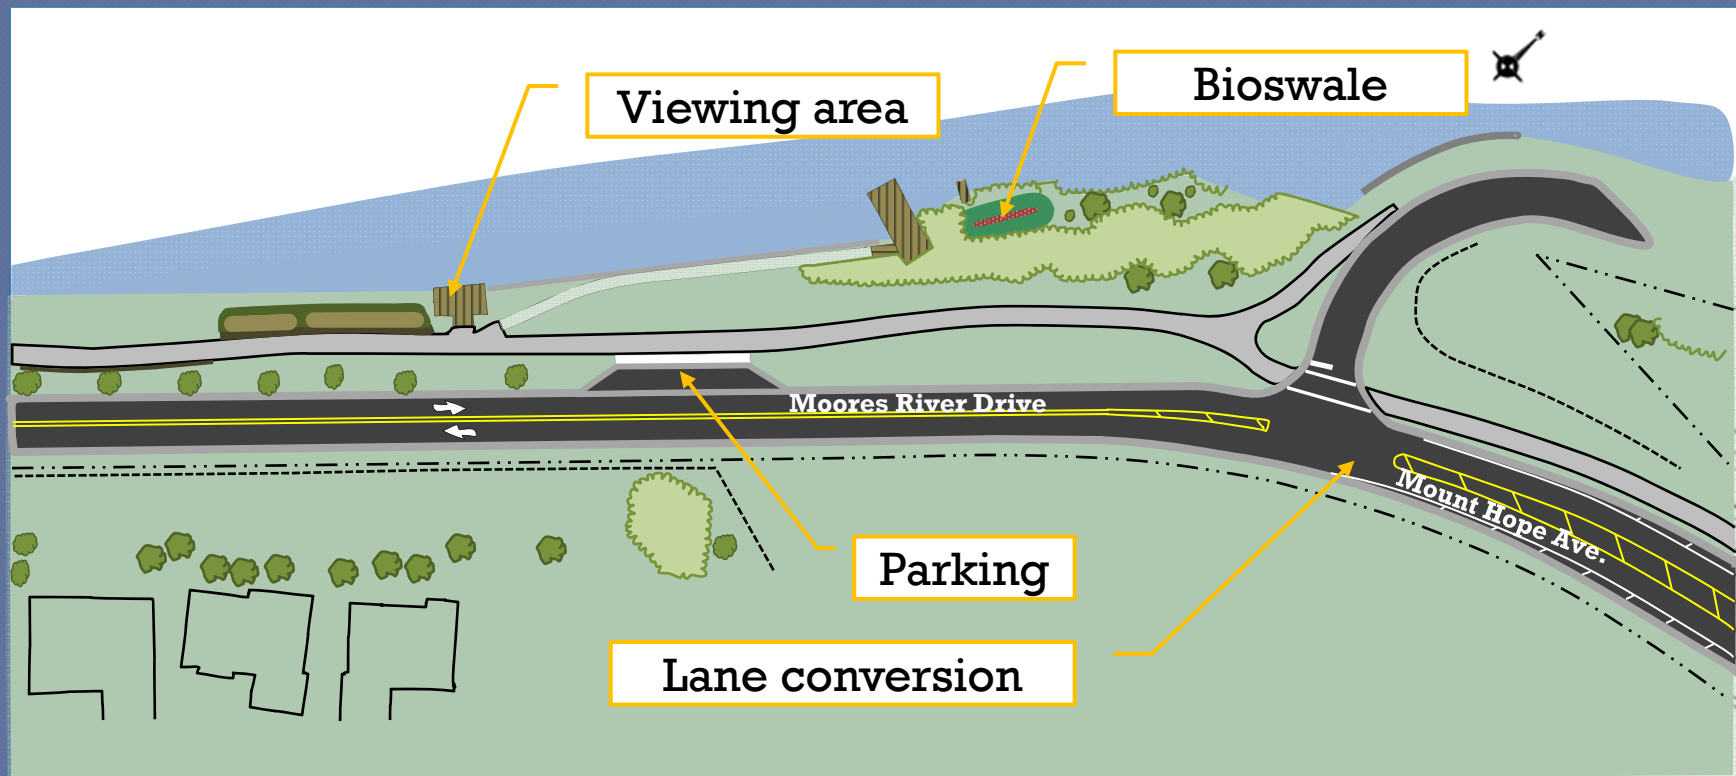 Viewing area
Bioswale
Moores River Drive
Mount Hope Ave.
Parking
Lane conversion